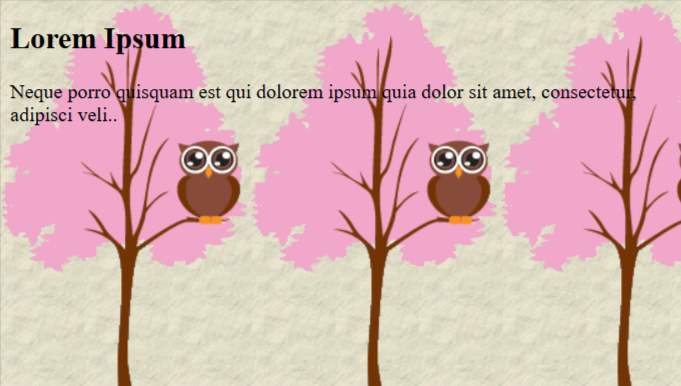 Lorem Ipsum
Neque porro quisquam est qui dolorem ipsum quia dolor sit amet, consectetur,
adipisci veli..